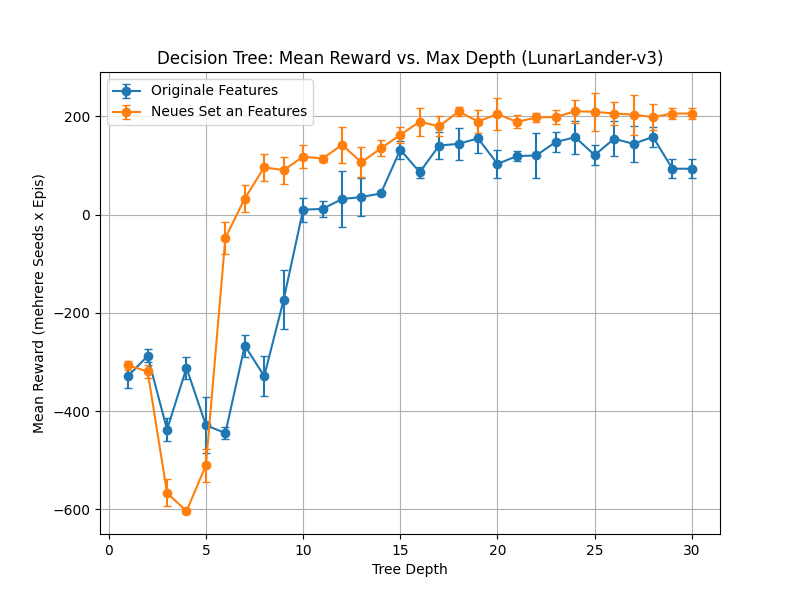 Decision Tree: Mean Reward vs. Max Depth (LunarLander-v3)
Originale Features
Neues Set an Features
Mean Reward (mehrere Seeds x Epis)
200
0
−200
−400
−600
0 5 10 15 20 25 30
Tree Depth